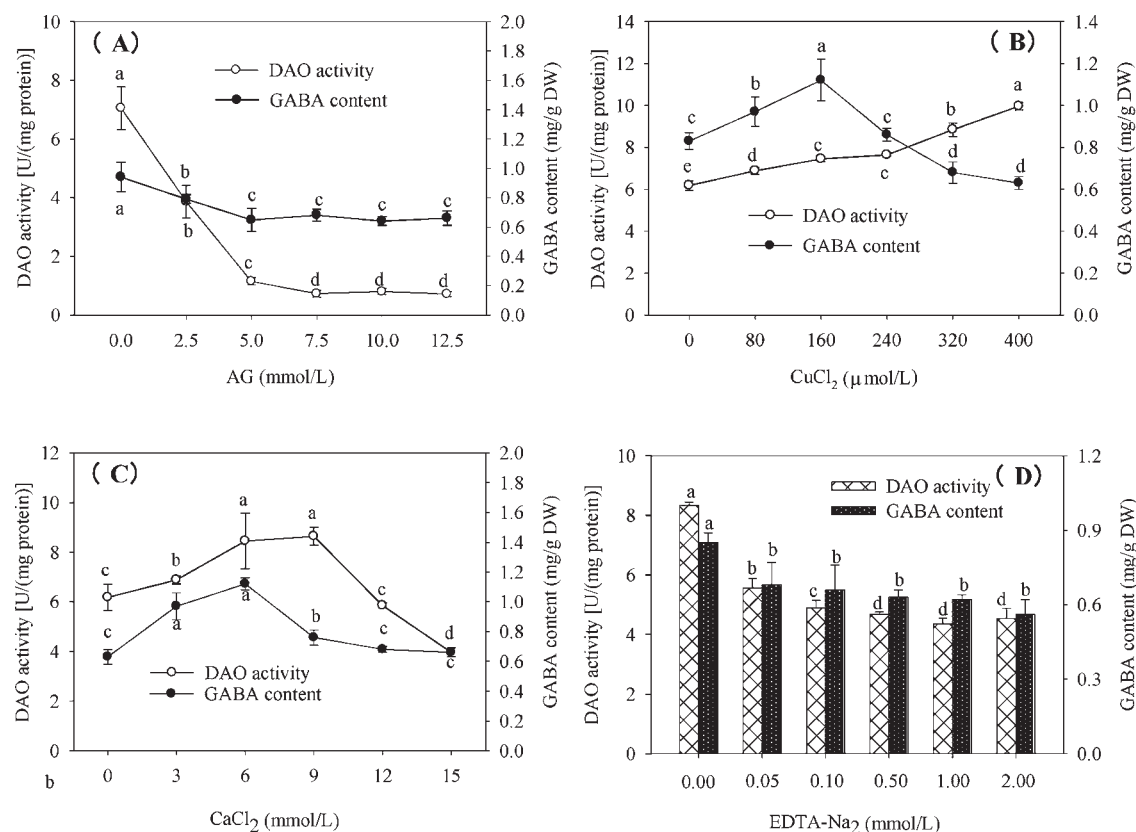 (A)
DAO activity [U/(mg protein)]
10
8
6
4
2
0
2.0
1.8
1.6
1.4
1.2
1.0
0.8
0.6
0.4
0.2
0.0
GABA content (mg/g DW)
DAO activity
GABA content
a
b
c
c
c
c
a
b
c
d
d
d
0.0 2.5 5.0 7.5 10.0 12.5
AG (mmol/L)
(B)
DAO activity [U/(mg protein)]
14
12
10
8
6
4
2
0
1.4
1.2
1.0
0.8
0.6
0.4
0.2
0.0
GABA content (mg/g DW)
c b a c b a
e d c c d d
DAO activity
GABA content
0 80 160 240 320 400
CuCl2 (μmol/L)
(C)
DAO activity [U/(mg protein)]
12
10
8
6
4
2
0
2.0
1.8
1.6
1.4
1.2
1.0
0.8
0.6
0.4
0.2
0.0
GABA content (mg/g DW)
c b a a c d
c a a b c c
DAO activity
GABA content
b
0 3 6 9 12 15
CaCl2 (mmol/L)
(D)
DAO activity [U/(mg protein)]
10
8
6
4
2
0
1.2
0.9
0.6
0.3
0.0
GABA content (mg/g DW)
DAO activity
GABA content
a a b b c b d b d b d b
0.00 0.05 0.10 0.50 1.00 2.00
EDTA-Na2 (mmol/L)